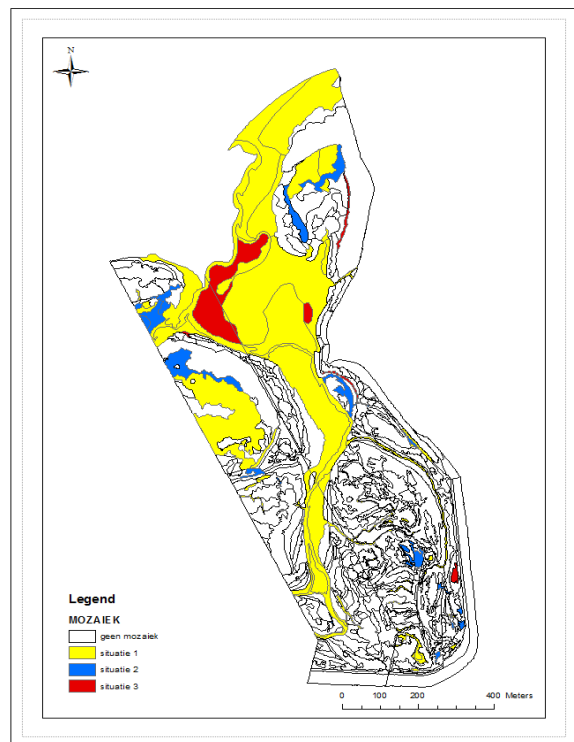 N
Legend
MOZAIEK
geen mozaiek
situatie 1
situatie 2
situatie 3
0 100 200 400 Meters